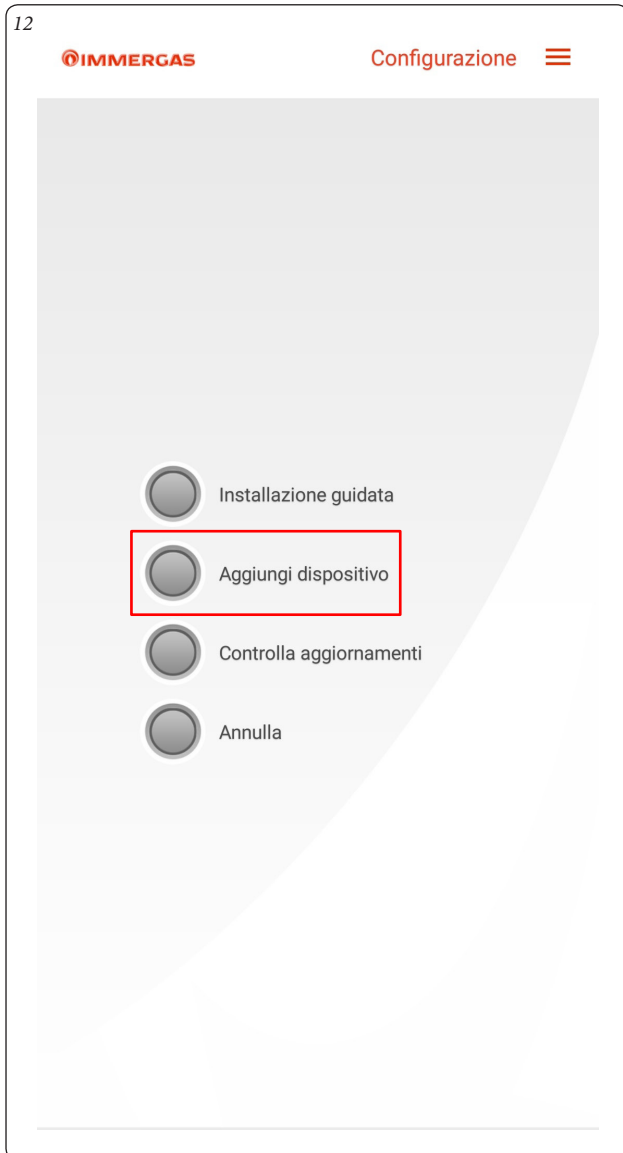 12
IMMERGAS
Configurazione
Installazione guidata
Aggiungi dispositivo
Controlla aggiornamenti
Annulla